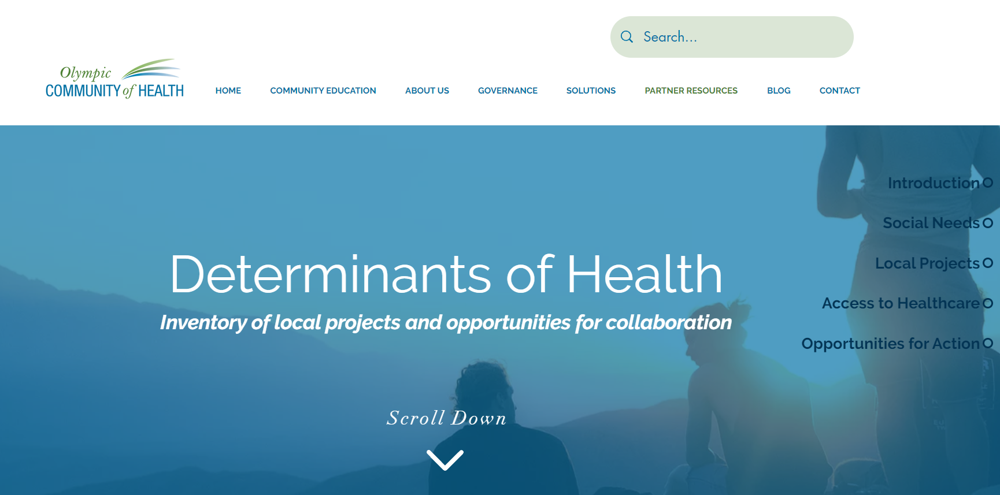 Search...
Olympic
COMMUNITY of HEALTH
HOME
COMMUNITY EDUCATION
ABOUT US
GOVERNANCE
SOLUTIONS
PARTNER RESOURCES
BLOG
CONTACT
Determinants of Health
Inventory of local projects and opportunities for collaboration
Scroll Down
Introduction
Social Needs
Local Projects
Access to Healthcare
Opportunities for Action